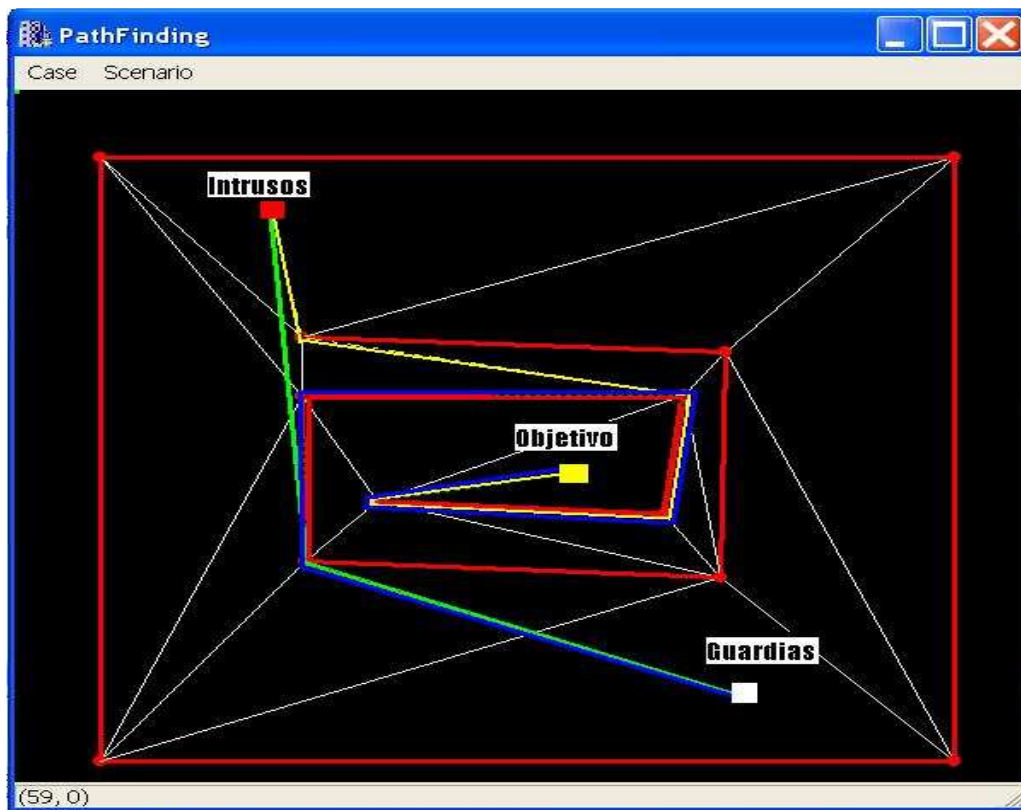 PathFinding
Case Scenario
Intrusos
Objetivo
Guardias
(59, 0)